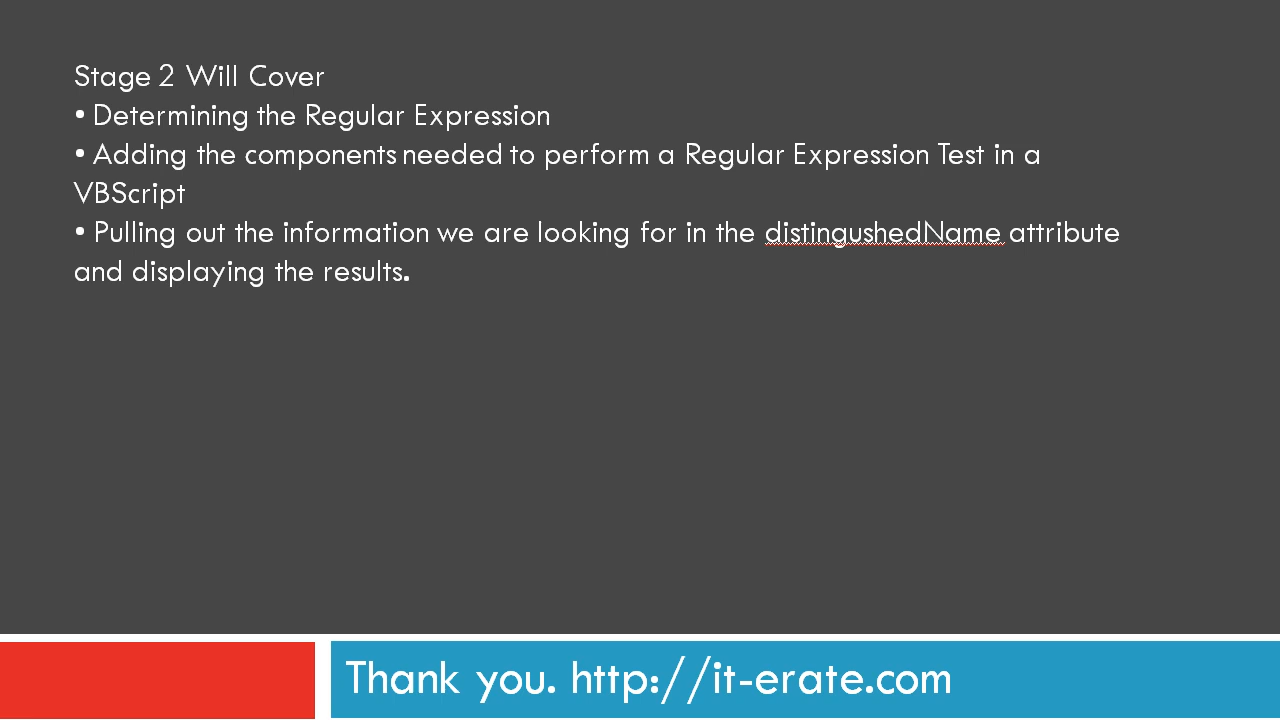 Stage 2 Will Cover
• Determining the Regular Expression
• Adding the components needed to perform a Regular Expression Test in a
VBScript
• Pulling out the information we are looking for in the distingushedName attribute
and displaying the results.
Thank you. http://it-erate.com